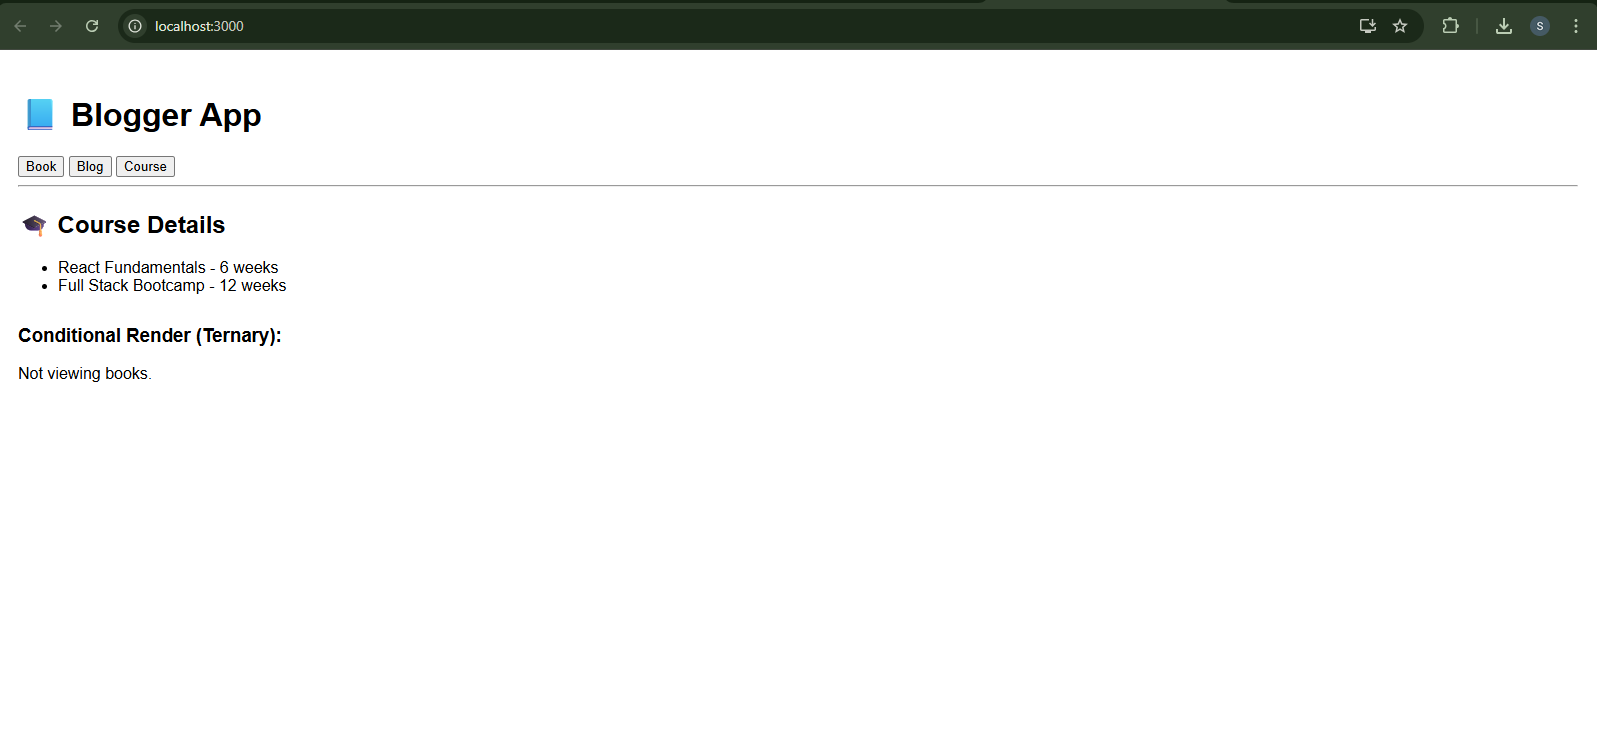 localhost:3000
S
📘 Blogger App
Book Blog Course
🎓 Course Details
• React Fundamentals - 6 weeks
• Full Stack Bootcamp - 12 weeks
Conditional Render (Ternary):
Not viewing books.